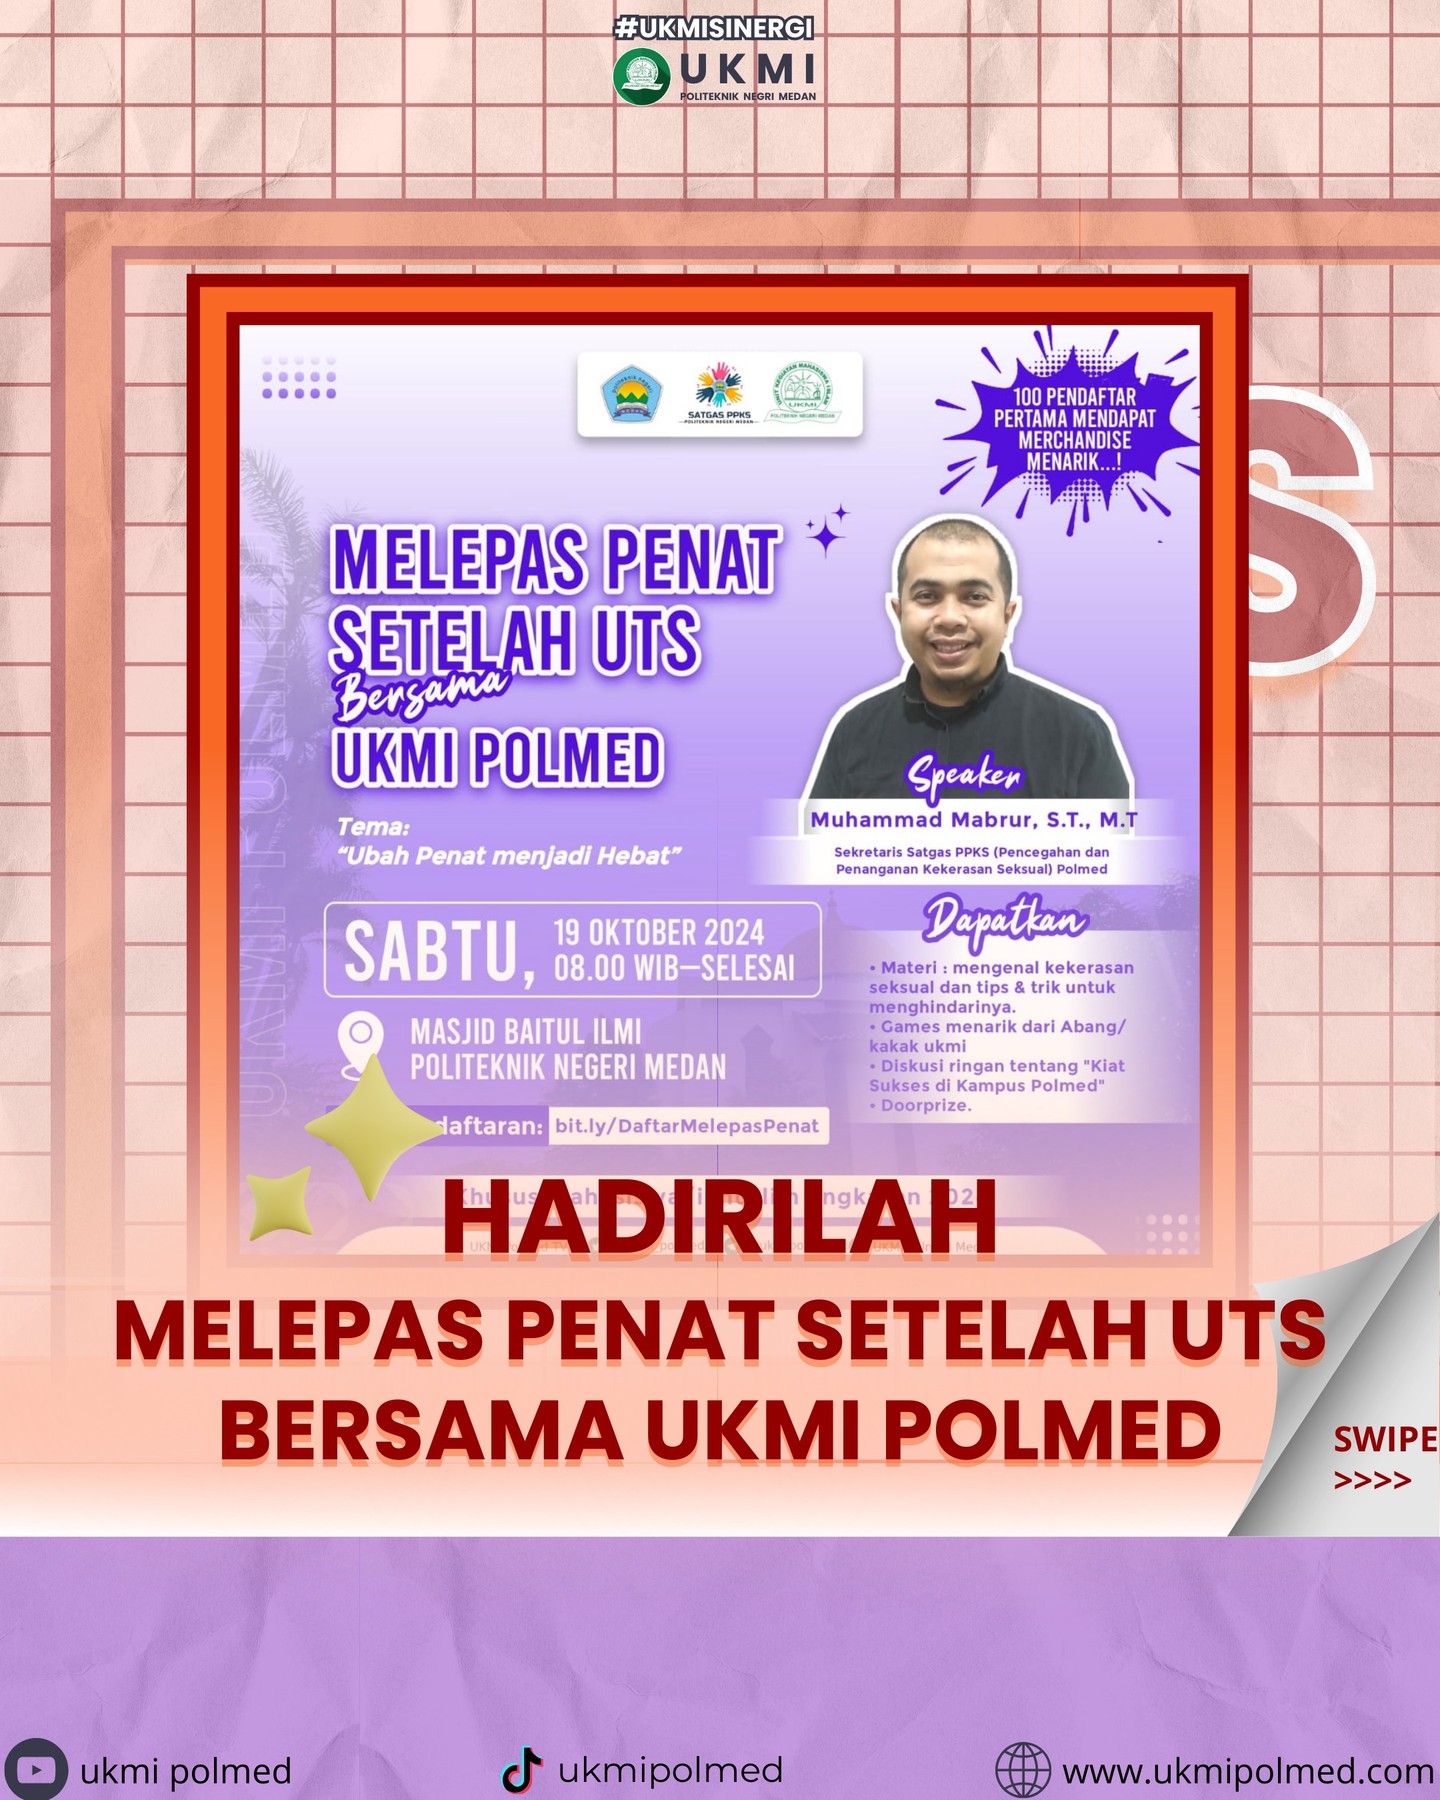 #UKMISINERGI
UKMI
POLITEKNIK NEGRI MEDAN
SATGAS PPKS
POLITEKNIK NEGERI MEDAN
100 PENDAFTAR
PERTAMA MENDAPAT
MERCHANDISE
MENARIK...!
MELEPAS PENAT
SETELAH UTS
Bersama
UKMI POLMED
Tema:
“Ubah Penat menjadi Hebat”
Speaker
Muhammad Mabrur, S.T., M.T
Sekretaris Satgas PPKS (Pencegahan dan
Penanganan Kekerasan Seksual) Polmed
SABTU,
19 OKTOBER 2024
08.00 WIB–SELESAI
MASJID BAITUL ILMI
POLITEKNIK NEGERI MEDAN
daftaran: bit.ly/DaftarMelepasPenat
Dapatkan
• Materi : mengenal kekerasan
seksual dan tips & trik untuk
menghindarinya.
• Games menarik dari Abang/
kakak ukmi
• Diskusi ringan tentang "Kiat
Sukses di Kampus Polmed"
• Doorprize.
S
HADIRILAH
MELEPAS PENAT SETELAH UTS
BERSAMA UKMI POLMED
SWIPE
>>>>
ukmi polmed
ukmipolmed
www.ukmipolmed.com